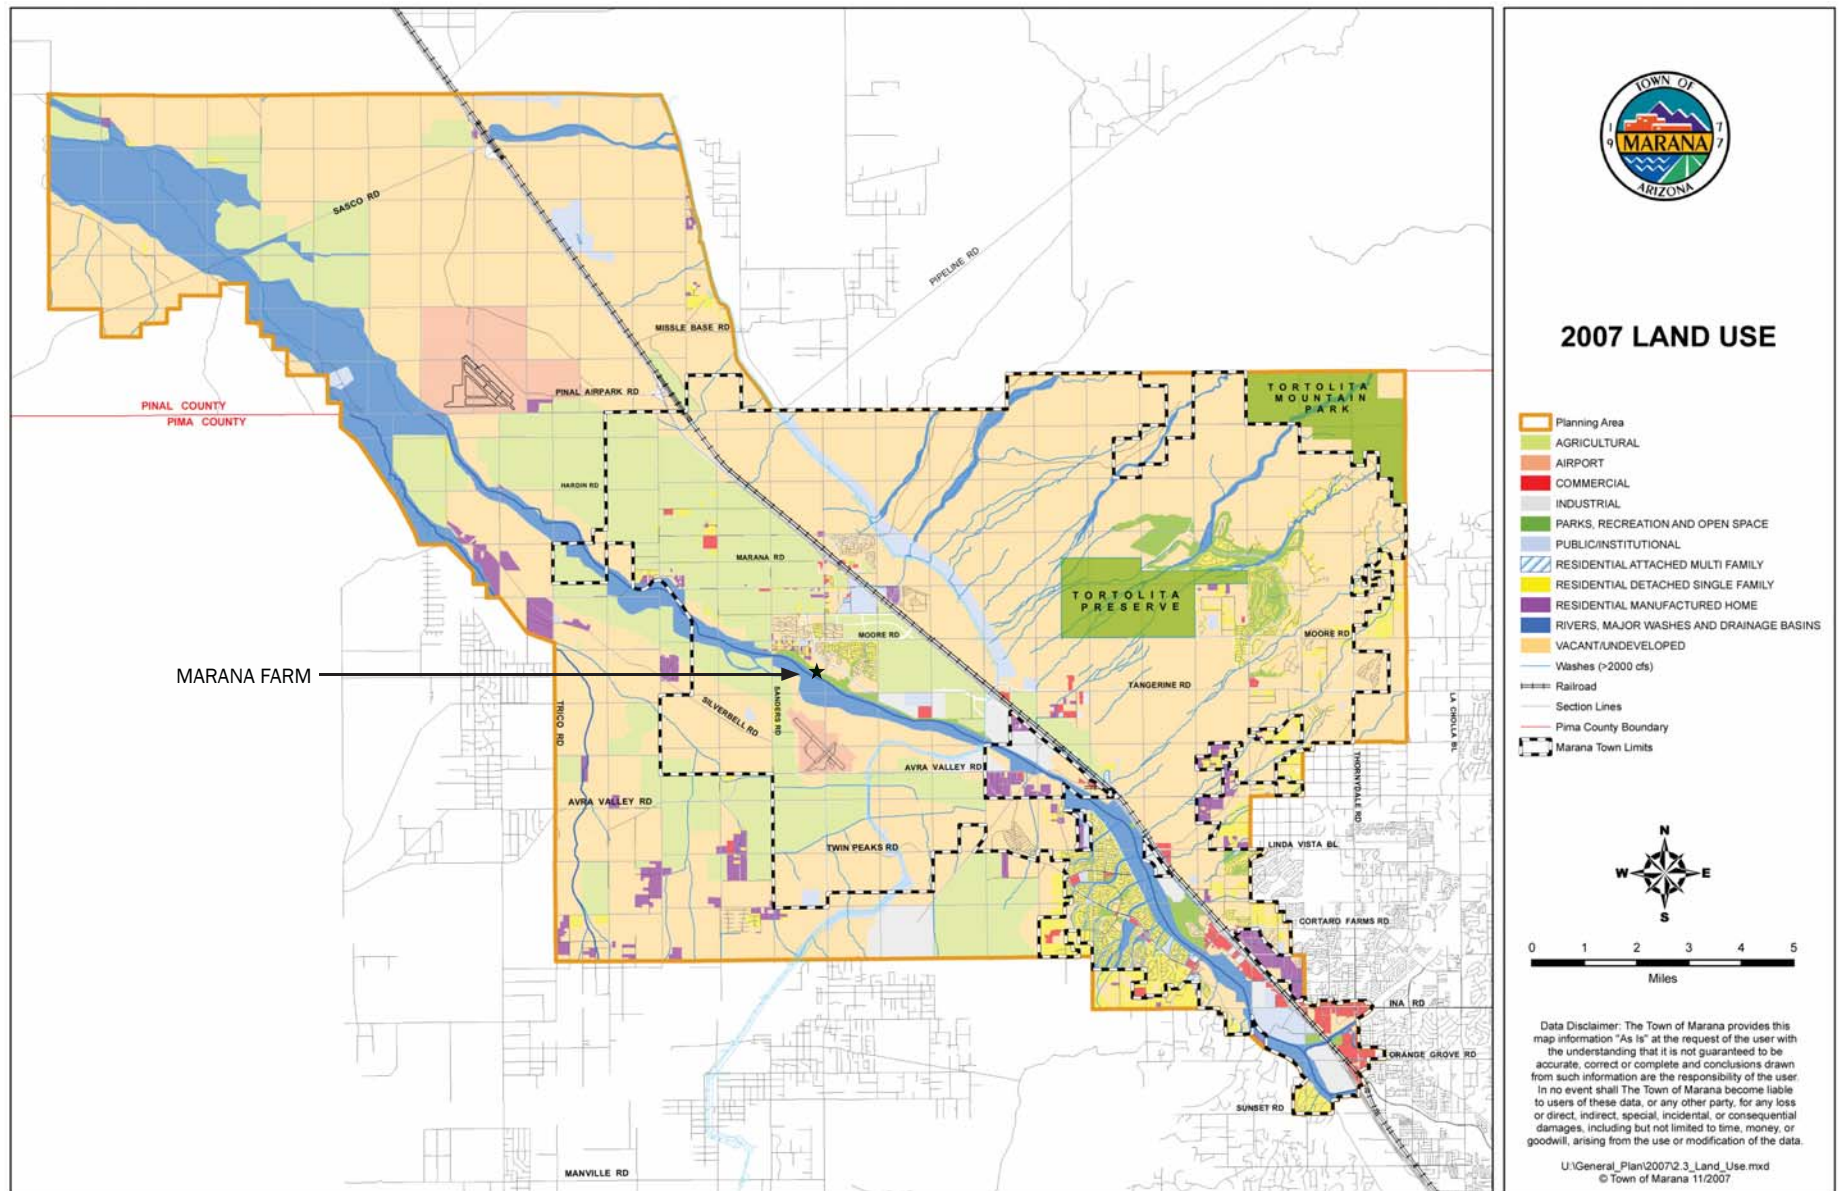 SASCO RD
PIPELINE RD
MISSLE BASE RD
PINAL AIRPARK RD
PINAL COUNTY
PIMA COUNTY
TORTOLITA
MOUNTAIN
PARK
HARDIN RD
MARANA RD
TORTOLITA
PRESERVE
MOORE RD
MOORE RD
MARANA FARM
TANGERINE RD
SILVERBELL RD
SANDERS RD
TRICO RD
LA CHOLLA BL
AVRA VALLEY RD
AVRA VALLEY RD
THORNYDALE RD
TWIN PEAKS RD
LINDA VISTA BL
CORTARO FARMS RD
INA RD
ORANGE GROVE RD
SUNSET RD
MANVILLE RD
TOWN OF
1977
MARANA
ARIZONA
2007 LAND USE
Planning Area
AGRICULTURAL
AIRPORT
COMMERCIAL
INDUSTRIAL
PARKS, RECREATION AND OPEN SPACE
PUBLIC/INSTITUTIONAL
RESIDENTIAL ATTACHED MULTI FAMILY
RESIDENTIAL DETACHED SINGLE FAMILY
RESIDENTIAL MANUFACTURED HOME
RIVERS, MAJOR WASHES AND DRAINAGE BASINS
VACANT/UNDEVELOPED
Washes (>2000 cfs)
Railroad
Section Lines
Pima County Boundary
Marana Town Limits
N
W E
S
0 1 2 3 4 5
Miles
Data Disclaimer: The Town of Marana provides this
map information "As Is" at the request of the user with
the understanding that it is not guaranteed to be
accurate, correct or complete and conclusions drawn
from such information are the responsibility of the user.
In no event shall The Town of Marana become liable
to users of these data, or any other party, for any loss
or direct, indirect, special, incidental, or consequential
damages, including but not limited to time, money, or
goodwill, arising from the use or modification of the data.
U:\General_Plan\2007\2.3_Land_Use.mxd
© Town of Marana 11/2007